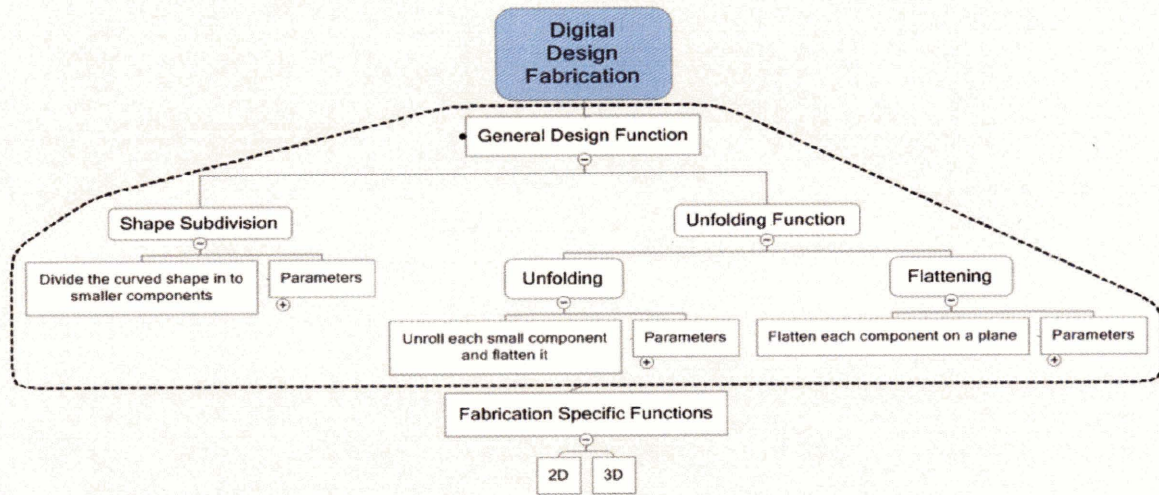 Digital
Design
Fabrication
General Design Function
Shape Subdivision
Unfolding Function
Divide the curved shape in to
smaller components
Parameters
Unfolding
Flattening
Unroll each small component
and flatten it
Parameters
Flatten each component on a plane
Parameters
Fabrication Specific Functions
2D
3D